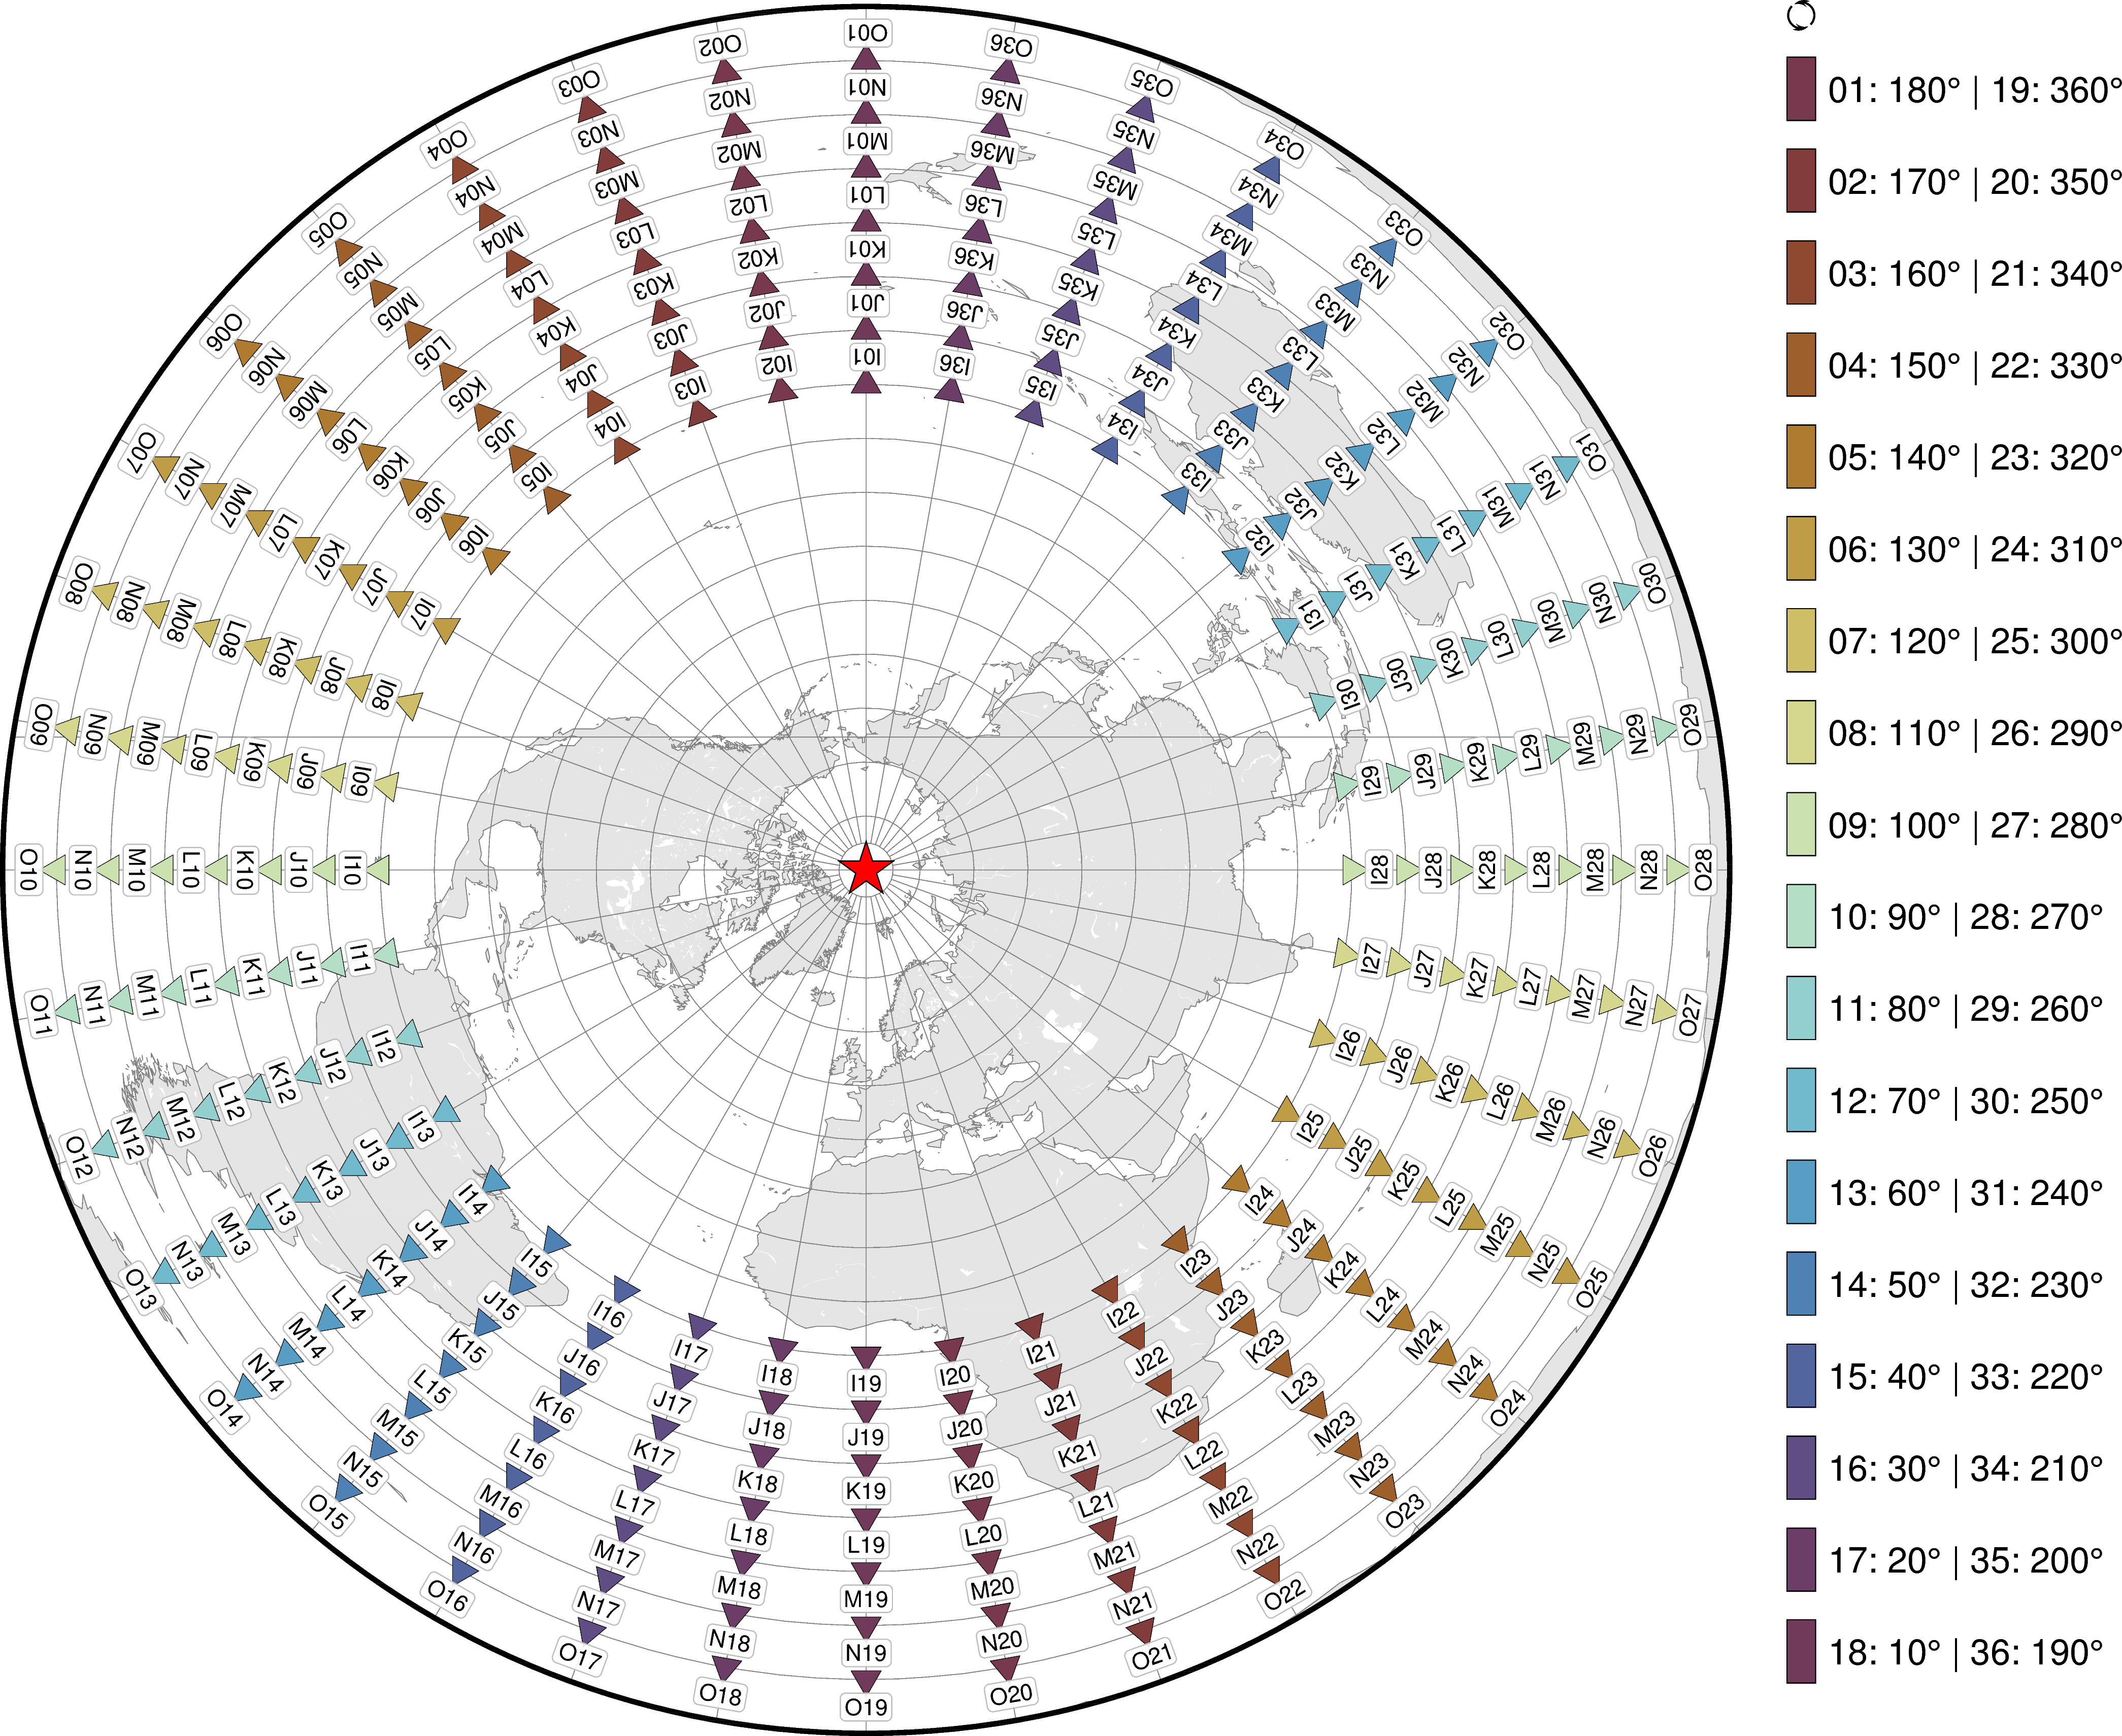 O01
N01
M01
L01
K01
J01
I01
O02
N02
M02
L02
K02
J02
I02
O03
N03
M03
L03
K03
J03
I03
O04
N04
M04
L04
K04
J04
I04
O05
N05
M05
L05
K05
J05
I05
O06
N06
M06
L06
K06
J06
I06
O07
N07
M07
L07
K07
J07
I07
O08
N08
M08
L08
K08
J08
I08
O09
N09
M09
L09
K09
J09
I09
O10
N10
M10
L10
K10
J10
I10
O11
N11
M11
L11
K11
J11
I11
O12
N12
M12
L12
K12
J12
I12
O13
N13
M13
L13
K13
J13
I13
O14
N14
M14
L14
K14
J14
I14
O15
N15
M15
L15
K15
J15
I15
O16
N16
M16
L16
K16
J16
I16
O17
N17
M17
L17
K17
J17
I17
O18
N18
M18
L18
K18
J18
I18
I19
J19
K19
L19
M19
N19
O19
I20
J20
K20
L20
M20
N20
O20
I21
J21
K21
L21
M21
N21
O21
I22
J22
K22
L22
M22
N22
O22
I23
J23
K23
L23
M23
N23
O23
I24
J24
K24
L24
M24
N24
O24
I25
J25
K25
L25
M25
N25
O25
I26
J26
K26
L26
M26
N26
O26
I27
J27
K27
L27
M27
N27
O27
I28
J28
K28
L28
M28
N28
O28
I29
J29
K29
L29
M29
N29
O29
I30
J30
K30
L30
M30
N30
O30
I31
J31
K31
L31
M31
N31
O31
I32
J32
K32
L32
M32
N32
O32
I33
J33
K33
L33
M33
N33
O33
I34
J34
K34
L34
M34
N34
O34
I35
J35
K35
L35
M35
N35
O35
I36
J36
K36
L36
M36
N36
O36
01: 180° | 19: 360°
02: 170° | 20: 350°
03: 160° | 21: 340°
04: 150° | 22: 330°
05: 140° | 23: 320°
06: 130° | 24: 310°
07: 120° | 25: 300°
08: 110° | 26: 290°
09: 100° | 27: 280°
10: 90° | 28: 270°
11: 80° | 29: 260°
12: 70° | 30: 250°
13: 60° | 31: 240°
14: 50° | 32: 230°
15: 40° | 33: 220°
16: 30° | 34: 210°
17: 20° | 35: 200°
18: 10° | 36: 190°